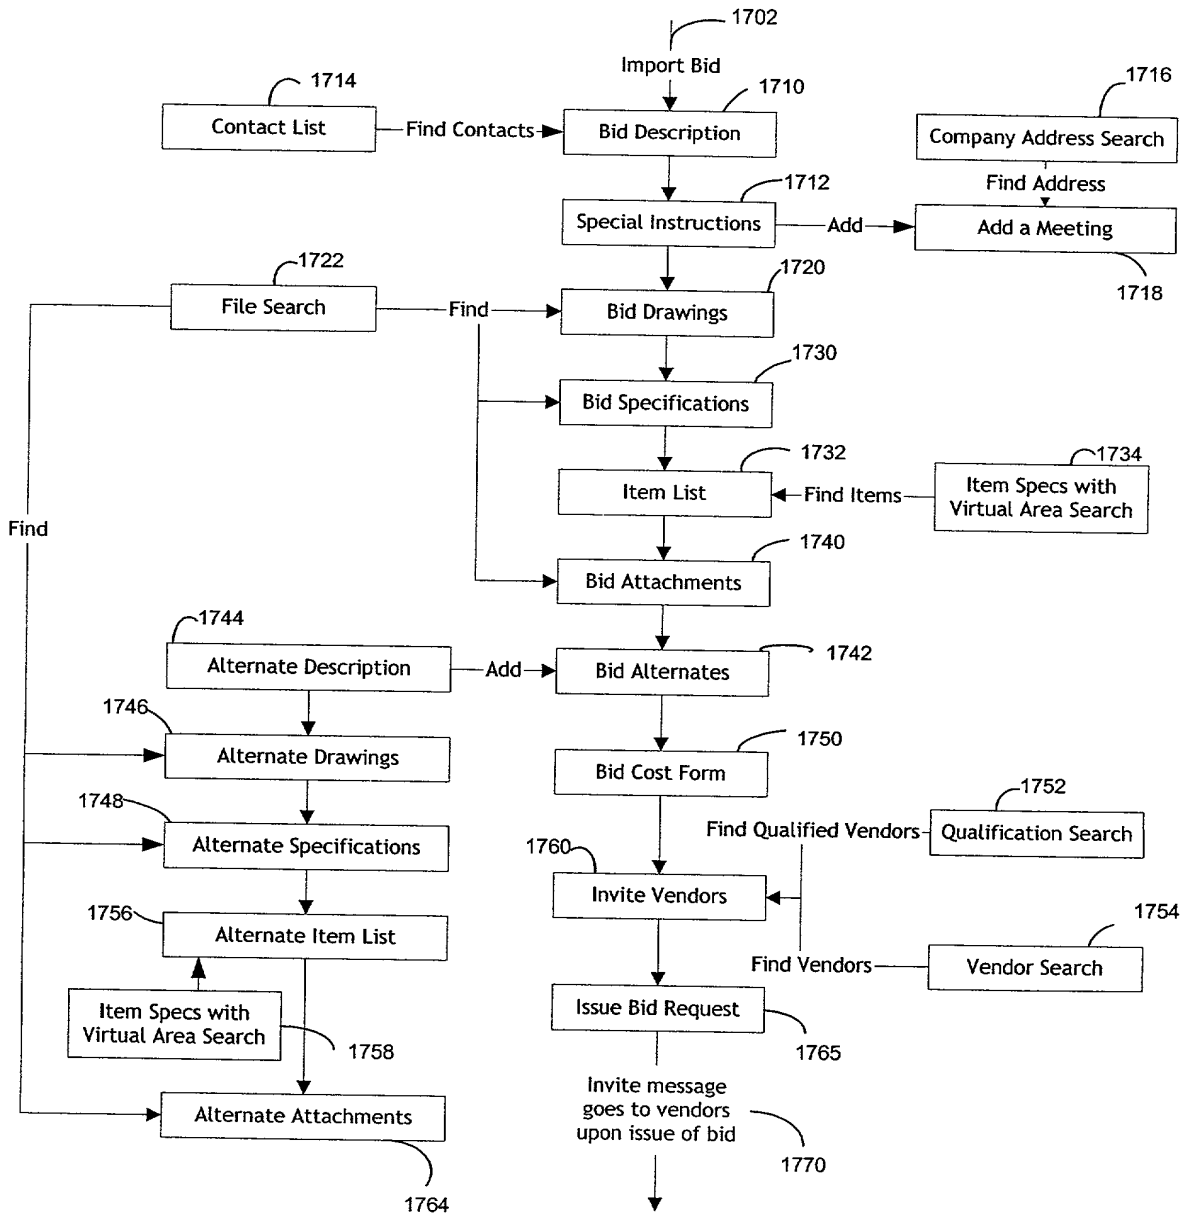 1702
Import Bid
1714
1710
1716
Contact List
Find Contacts
Bid Description
Company Address Search
1712
Find Address
Special Instructions
Add
Add a Meeting
1722
1720
1718
File Search
Find
Bid Drawings
1730
Bid Specifications
1732
1734
Item List
Find Items
Item Specs with
Virtual Area Search
Find
1740
Bid Attachments
1744
1742
Alternate Description
Add
Bid Alternates
1746
1750
Alternate Drawings
Bid Cost Form
1748
1752
Find Qualified Vendors
Qualification Search
Alternate Specifications
1760
Invite Vendors
1756
1754
Alternate Item List
Find Vendors
Vendor Search
Item Specs with
Virtual Area Search
1758
Issue Bid Request
1765
Invite message
goes to vendors
upon issue of bid
Alternate Attachments
1770
1764